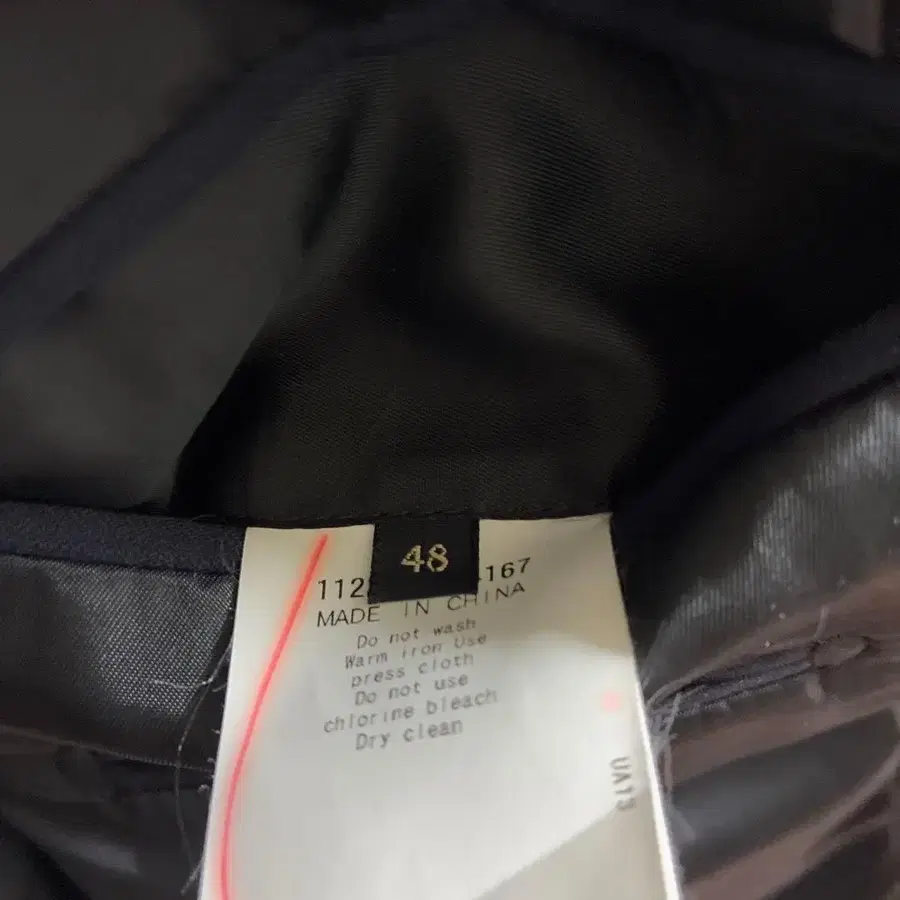 48
112 167
MADE IN CHINA
Do not wash
Warm iron Use
press cloth
Do not use
chlorine bleach
Dry clean